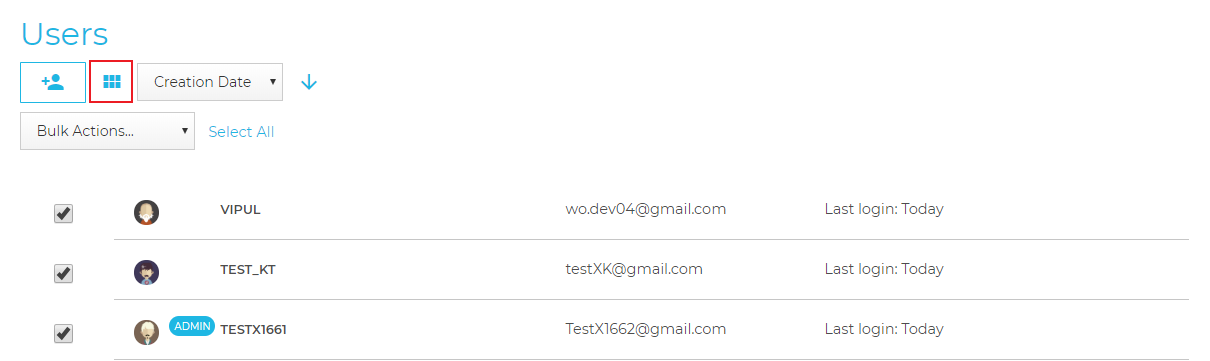 Users
Creation Date
Bulk Actions... Select All
VIPUL wo.dev04@gmail.com Last login: Today
TEST_KT testXK@gmail.com Last login: Today
ADMIN TESTX1661 TestX1662@gmail.com Last login: Today